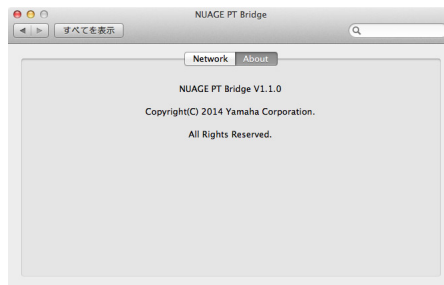 NUAGE PT Bridge
すべてを表示
Network About
NUAGE PT Bridge V1.1.0
Copyright(C) 2014 Yamaha Corporation.
All Rights Reserved.